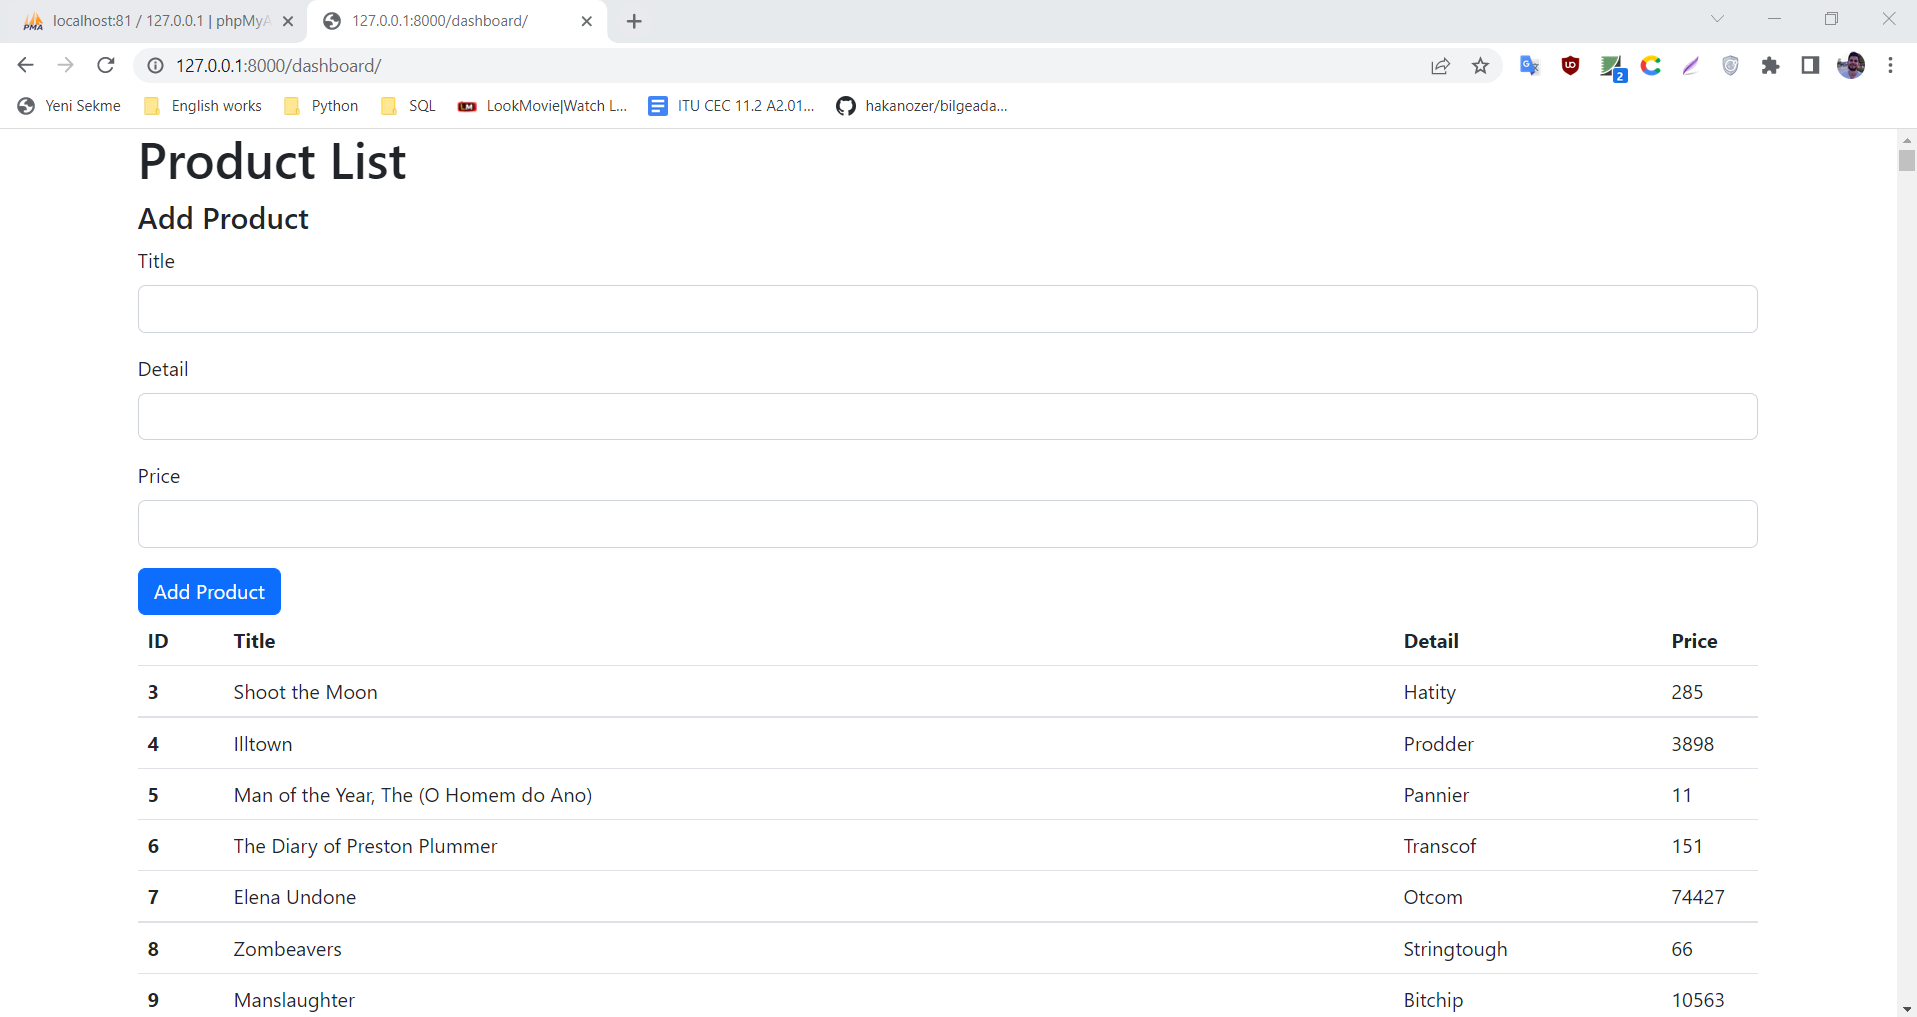 localhost:81 / 127.0.0.1 | phpMyA
127.0.0.1:8000/dashboard/
127.0.0.1:8000/dashboard/
2
Yeni Sekme English works Python SQL LookMovie|Watch L... ITU CEC 11.2 A2.01... hakanozer/bilgeada...
Product List
Add Product
Title
Detail
Price
Add Product
ID Title Detail Price
3 Shoot the Moon Hatity 285
4 Illtown Prodder 3898
5 Man of the Year, The (O Homem do Ano) Pannier 11
6 The Diary of Preston Plummer Transcof 151
7 Elena Undone Otcom 74427
8 Zombeavers Stringtough 66
9 Manslaughter Bitchip 10563